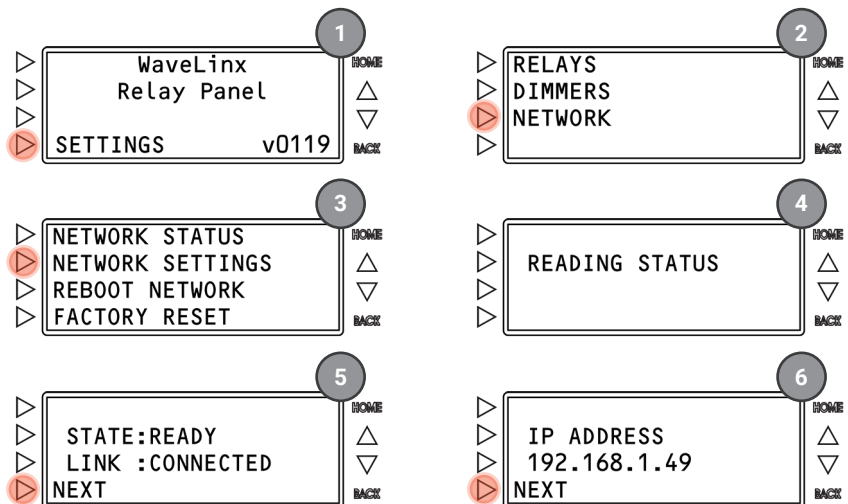 1
WaveLinx
Relay Panel
SETTINGS v0119
HOME
BACK
2
RELAYS
DIMMERS
NETWORK
HOME
BACK
3
NETWORK STATUS
NETWORK SETTINGS
REBOOT NETWORK
FACTORY RESET
HOME
BACK
4
READING STATUS
HOME
BACK
5
STATE:READY
LINK :CONNECTED
NEXT
HOME
BACK
6
IP ADDRESS
192.168.1.49
NEXT
HOME
BACK